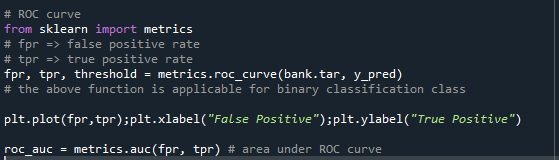 # ROC curve
from sklearn import metrics
# fpr => false positive rate
# tpr => true positive rate
fpr, tpr, threshold = metrics.roc_curve(bank.tar, y_pred)
# the above function is applicable for binary classification class
plt.plot(fpr,tpr);plt.xlabel("False Positive");plt.ylabel("True Positive")
roc_auc = metrics.auc(fpr, tpr) # area under ROC curve